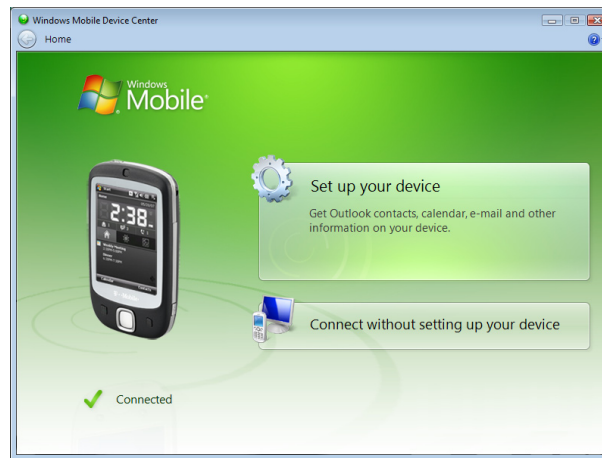 Windows Mobile Device Center
Home
Windows
Mobile
Set up your device
Get Outlook contacts, calendar, e-mail and other
information on your device.
2:38
Connect without setting up your device
Connected